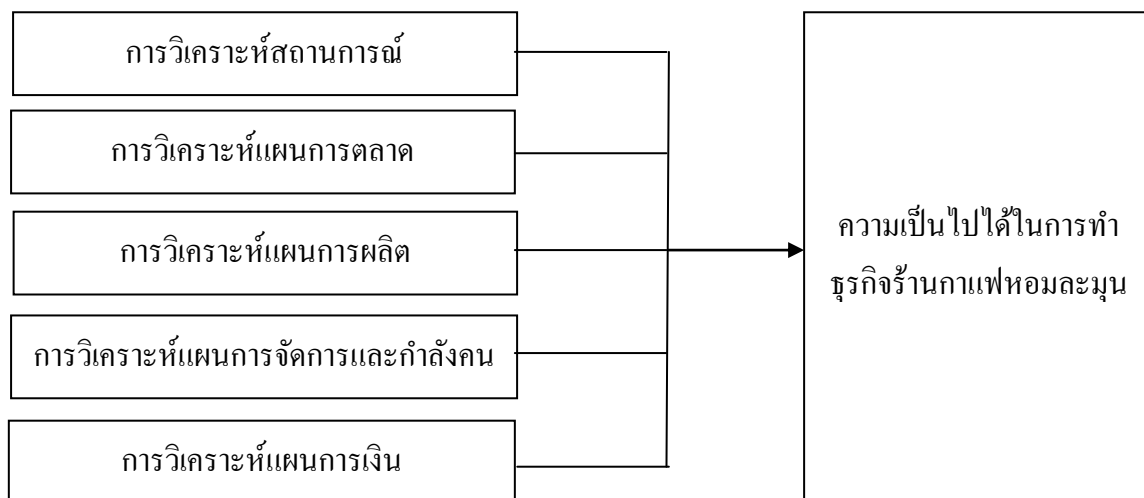 การวิเคราะห์สถานการณ์
การวิเคราะห์แผนการตลาด
การวิเคราะห์แผนการผลิต
การวิเคราะห์แผนการจัดการและกำลังคน
การวิเคราะห์แผนการเงิน
ความเป็นไปได้ในการทำ
ธุรกิจร้านกาแฟหอมละมุน